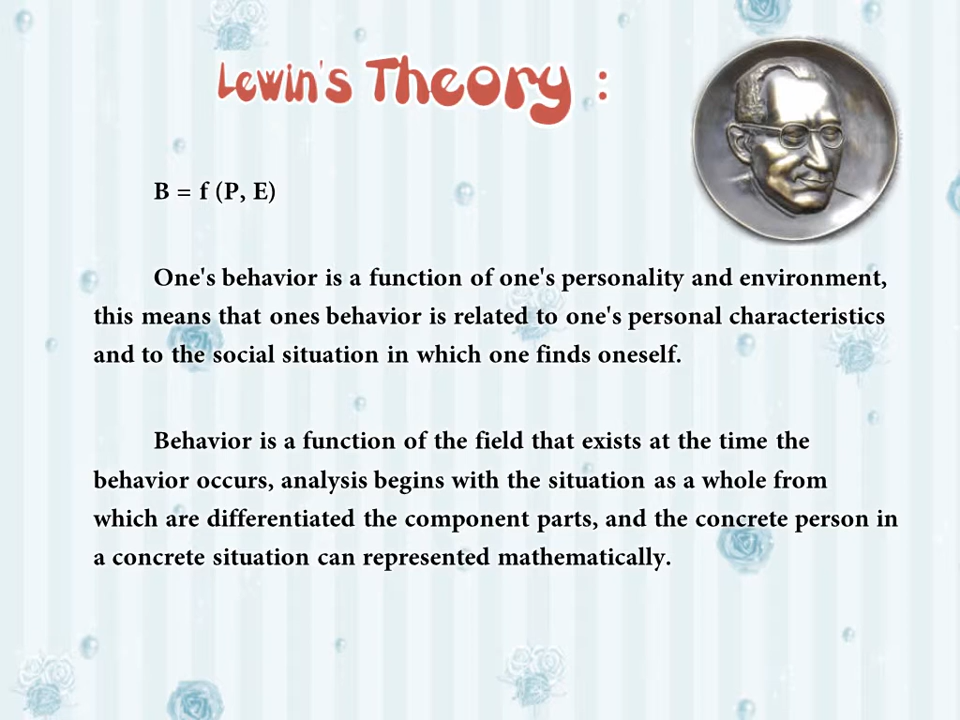 Lewin's Theory :
B = f (P, E)
One's behavior is a function of one's personality and environment,
this means that ones behavior is related to one's personal characteristics
and to the social situation in which one finds oneself.
Behavior is a function of the field that exists at the time the
behavior occurs, analysis begins with the situation as a whole from
which are differentiated the component parts, and the concrete person in
a concrete situation can represented mathematically.